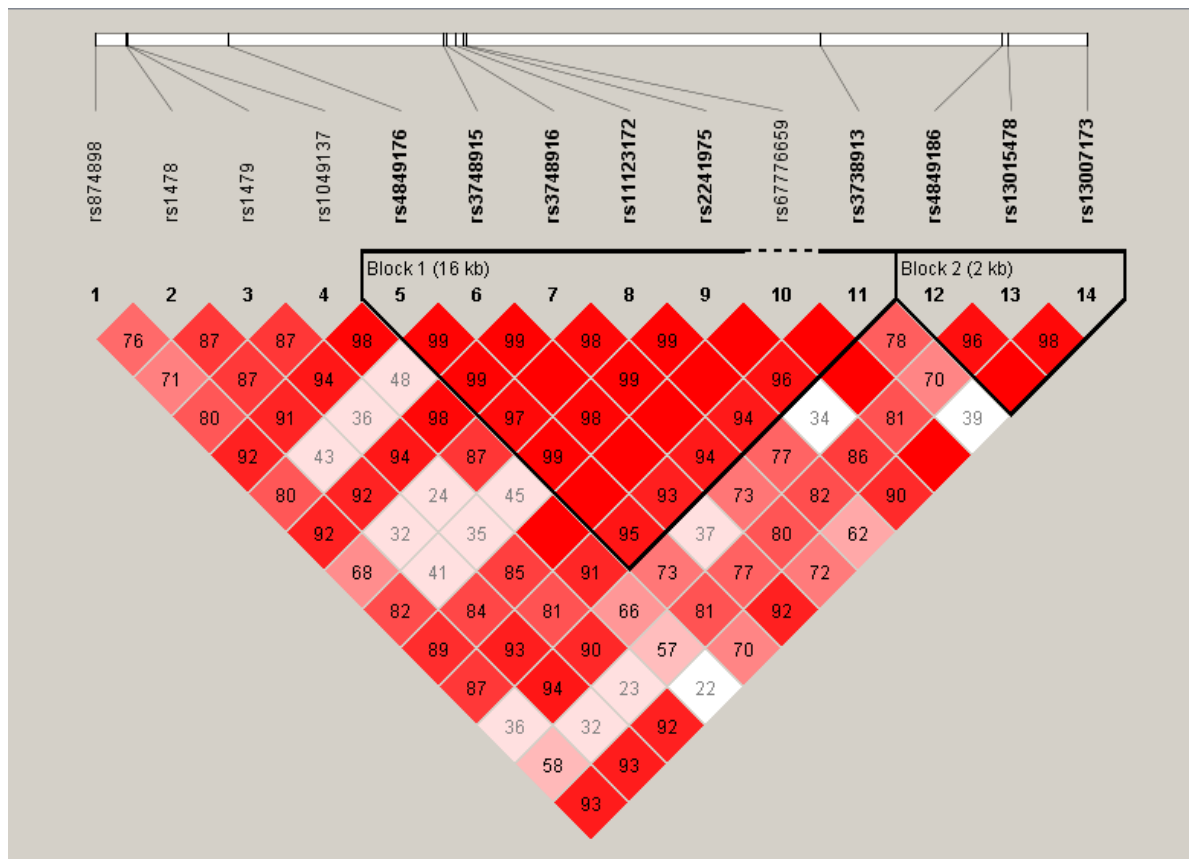 rs874898
rs1478
rs1479
rs1049137
rs4849176
rs3748915
rs3748916
rs11123172
rs2241975
rs67776659
rs3738913
rs4849186
rs13015478
rs13007173
Block 1 (16 kb) Block 2 (2 kb)
1 2 3 4 5 6 7 8 9 10 11 12 13 14
76 87 87 98 99 99 98 99 78 96 98
71 87 94 48 99 99 96 70
80 91 36 98 97 98 94 34 81 39
92 43 94 87 99 94 77 86
80 92 24 45 93 73 82 90
92 32 35 95 37 80 62
68 41 85 91 73 77 72
82 84 81 66 81 92
89 93 90 57 70
87 94 23 22
36 32 92
58 93
93